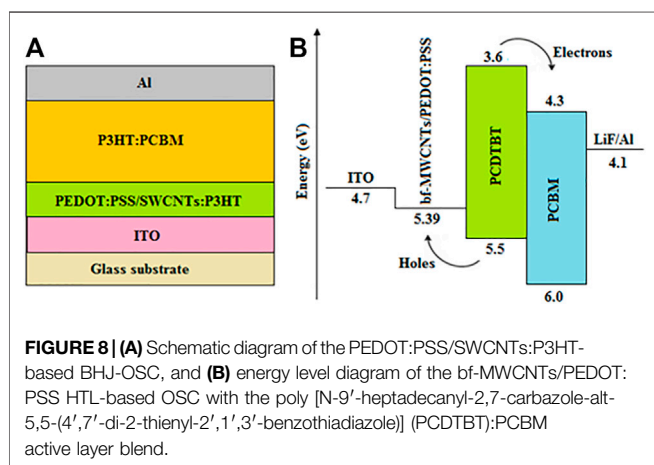 A
Al
P3HT:PCBM
PEDOT:PSS/SWCNTs:P3HT
ITO
Glass substrate
B
Energy (eV)
ITO
4.7
bf-MWCNTs/PEDOT:PSS
5.39
3.6
PCDTBT
5.5
Electrons
4.3
PCBM
6.0
LiF/Al
4.1
Holes
FIGURE 8 | (A) Schematic diagram of the PEDOT:PSS/SWCNTs:P3HT-
based BHJ-OSC, and (B) energy level diagram of the bf-MWCNTs/PEDOT:
PSS HTL-based OSC with the poly [N-9′-heptadecanyl-2,7-carbazole-alt-
5,5-(4′,7′-di-2-thienyl-2′,1′,3′-benzothiadiazole)] (PCDTBT):PCBM
active layer blend.